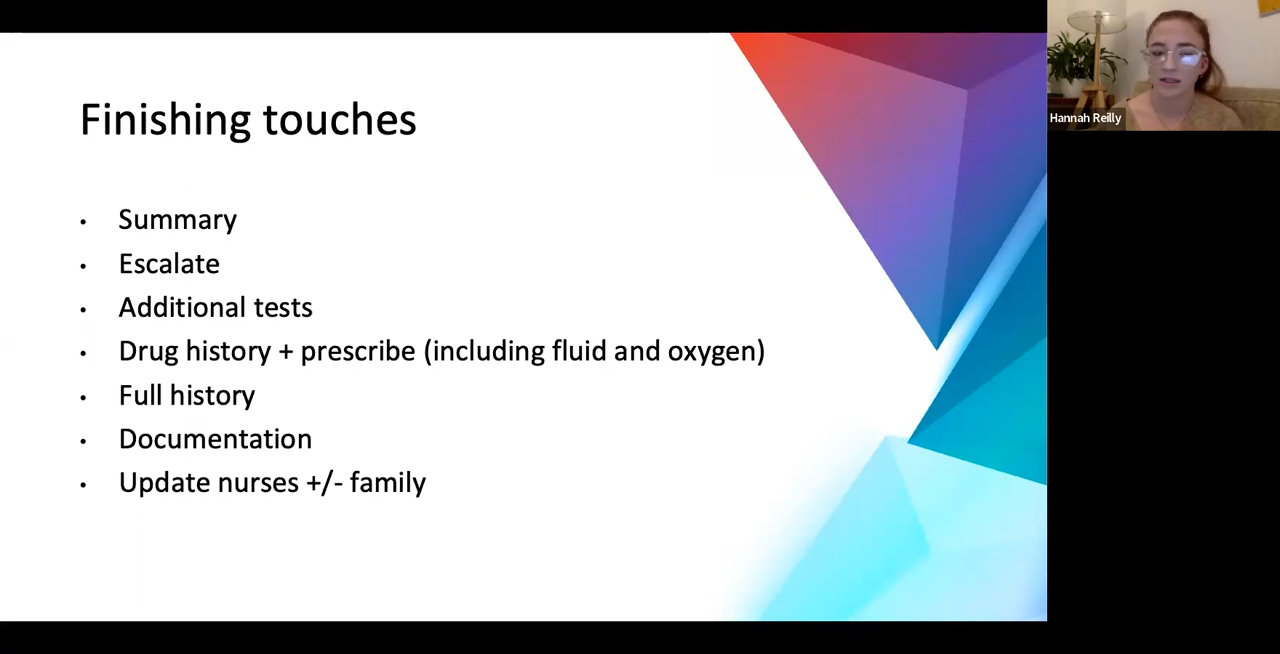 Finishing touches
• Summary
• Escalate
• Additional tests
• Drug history + prescribe (including fluid and oxygen)
• Full history
• Documentation
• Update nurses +/- family
Hannah Reilly